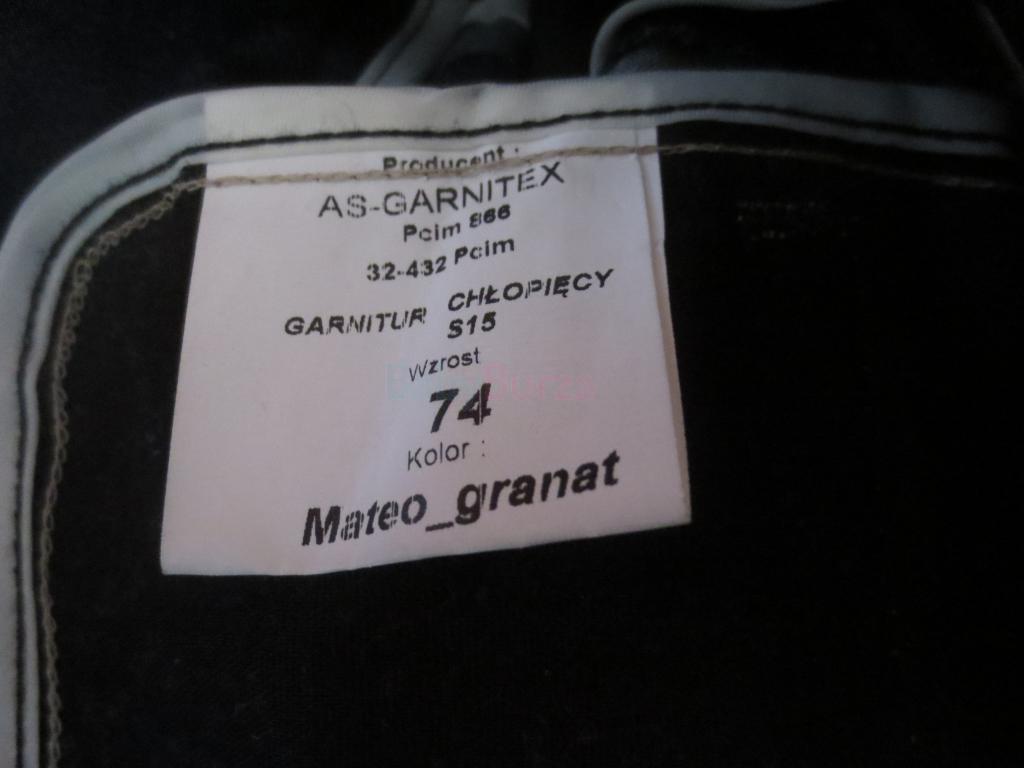 Producent :
AS-GARNITEX
Pcim 866
32-432 Pcim
GARNITUR CHŁOPIĘCY
S15
Wzrost
74
Kolor :
Mateo_granat